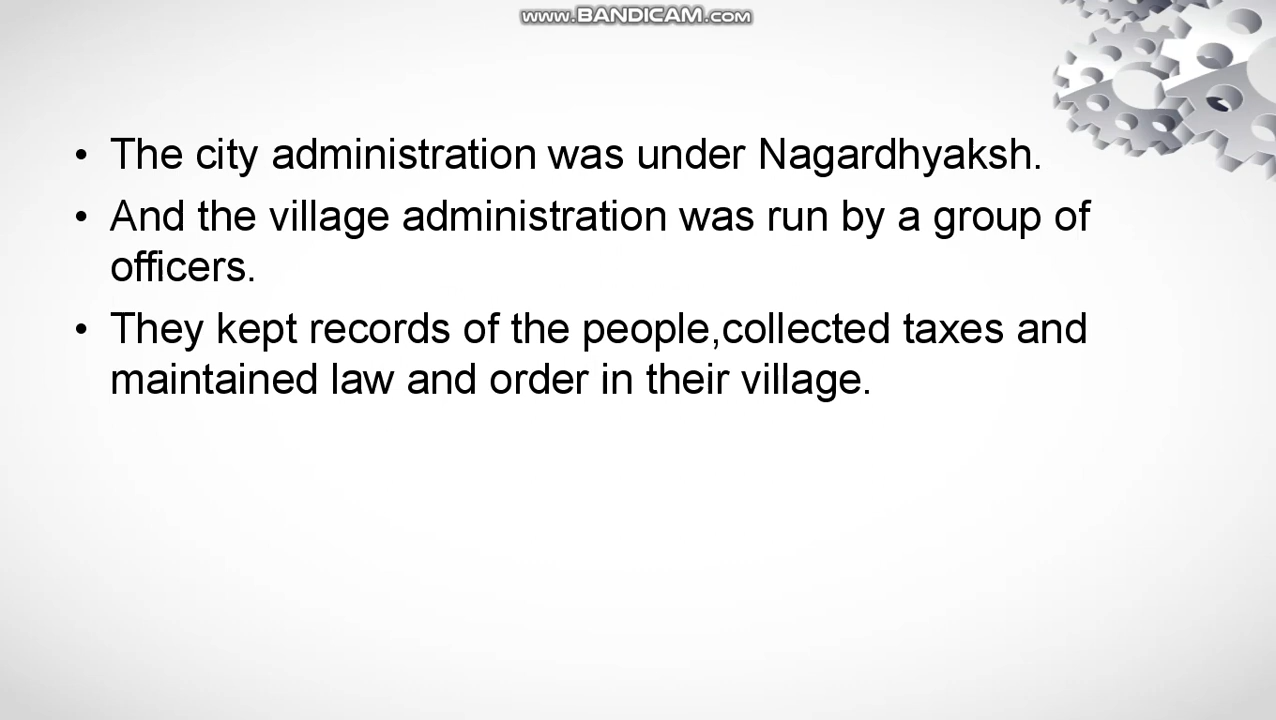 www.BANDICAM.com
• The city administration was under Nagardhyaksh.
• And the village administration was run by a group of
officers.
• They kept records of the people,collected taxes and
maintained law and order in their village.